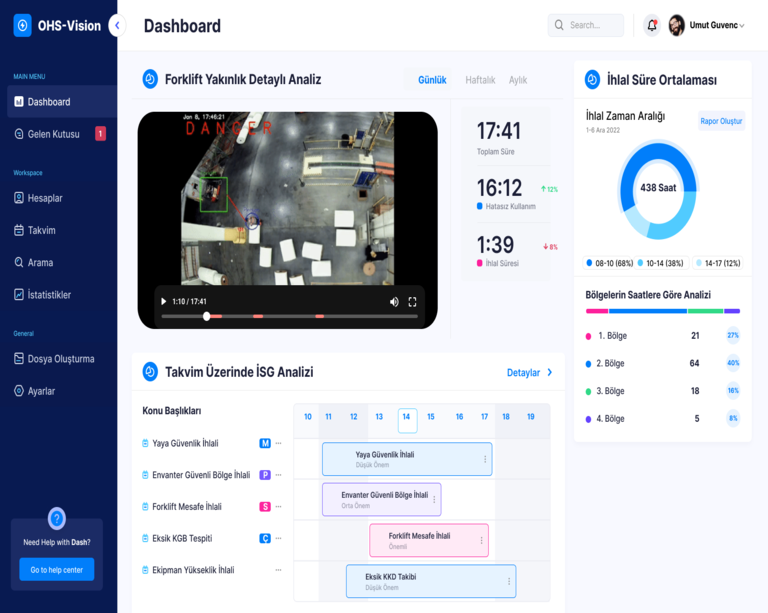 OHS-Vision
Dashboard
Search...
Umut Guvenc
MAIN MENU
Dashboard
Gelen Kutusu
1
Workspace
Hesaplar
Takvim
Arama
İstatistikler
General
Dosya Oluşturma
Ayarlar
?
Need Help with Dash?
Go to help center
Forklift Yakınlık Detaylı Analiz
Günlük
Haftalık
Aylık
Jan 8, 17:46:21
DANGER
1:10 / 17:41
17:41
Toplam Süre
16:12
↑12%
Hatasız Kullanım
1:39
↓8%
İhlal Süresi
Takvim Üzerinde İSG Analizi
Detaylar
Konu Başlıkları
10 11 12 13 14 15 16 17 18 19
Yaya Güvenlik İhlali
M
Envanter Güvenli Bölge İhlali
P
Forklift Mesafe İhlali
S
Eksik KGB Tespiti
Ç
Ekipman Yükseklik İhlali
Yaya Güvenlik İhlali
Düşük Önem
Envanter Güvenli Bölge İhlali
Orta Önem
Forklift Mesafe İhlali
Önemli
Eksik KKD Takibi
Düşük Önem
İhlal Süre Ortalaması
İhlal Zaman Aralığı
1-6 Ara 2022
Rapor Oluştur
438 Saat
08-10 (68%)
10-14 (38%)
14-17 (12%)
Bölgelerin Saatlere Göre Analizi
1. Bölge 21 27%
2. Bölge 64 40%
3. Bölge 18 16%
4. Bölge 5 8%